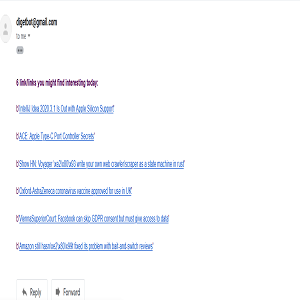 digetbot@gmail.com
to me
6 link/links you might find interesting today:
b'IntelliJ Idea 2020.3.1 Is Out with Apple Silicon Support'
b'ACE: Apple Type-C Port Controller Secrets'
b'Show HN: Voyager \xe2\x80\x93 write your own web crawler/scraper as a state machine in rust'
b'Oxford-AstraZeneca coronavirus vaccine approved for use in UK'
b'ViennaSuperiorCourt: Facebook can skip GDPR consent but must give access to data'
b'Amazon still hasn\xe2\x80\x99t fixed its problem with bait-and-switch reviews'
Reply
Forward